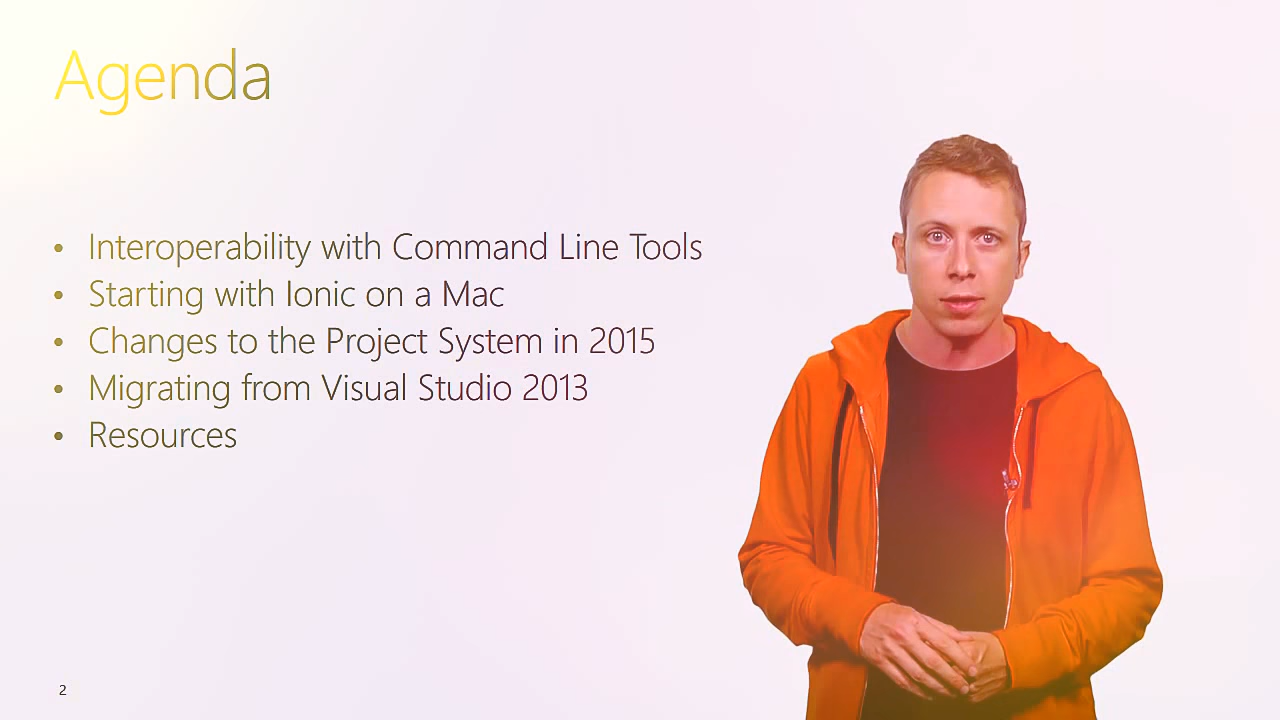 Agenda
• Interoperability with Command Line Tools
• Starting with Ionic on a Mac
• Changes to the Project System in 2015
• Migrating from Visual Studio 2013
• Resources
2